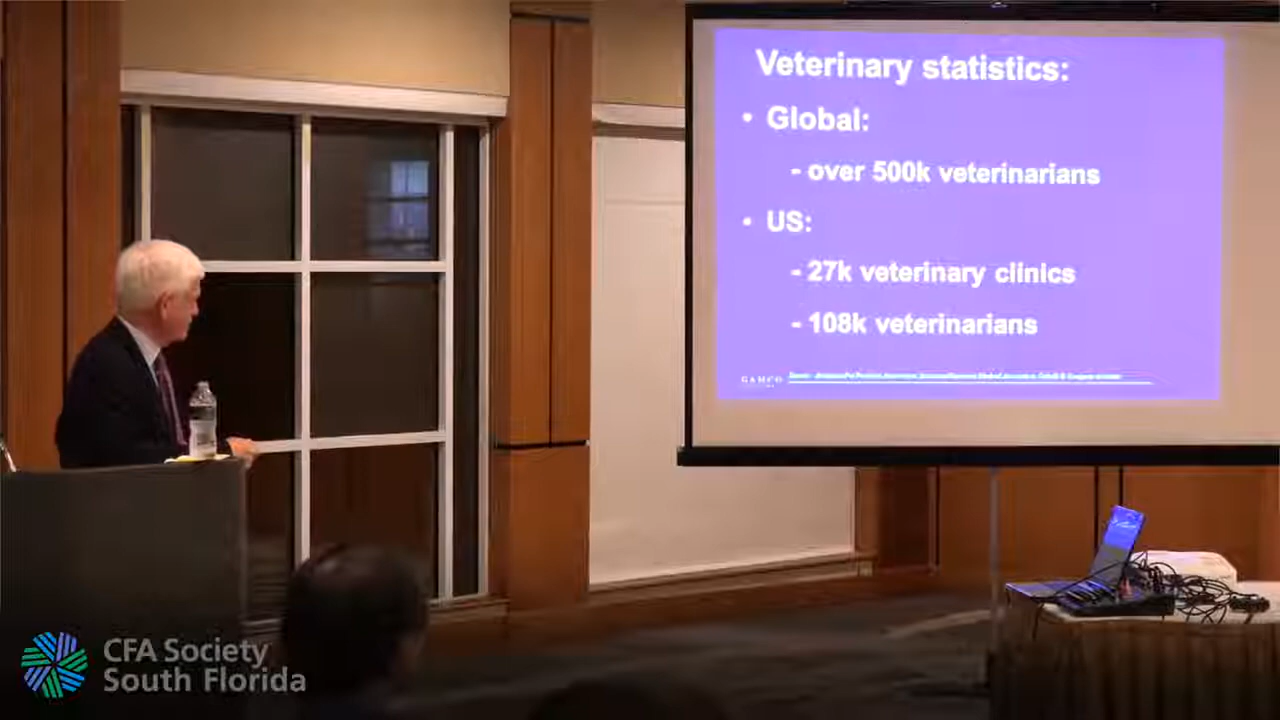 Veterinary statistics:
• Global:
- over 500k veterinarians
• US:
- 27k veterinary clinics
- 108k veterinarians
GAMCO
CFA Society
South Florida